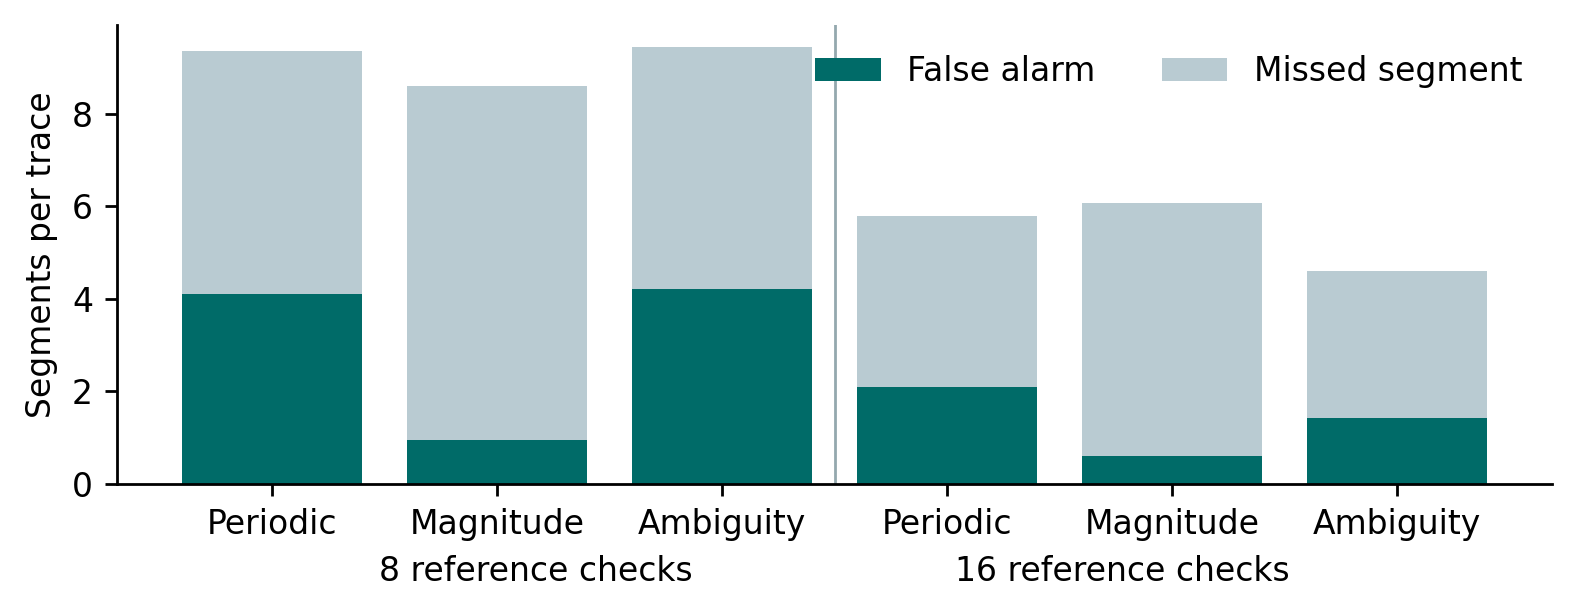 False alarm
Missed segment
Segments per trace
8
6
4
2
0
Periodic
Magnitude
Ambiguity
Periodic
Magnitude
Ambiguity
8 reference checks
16 reference checks